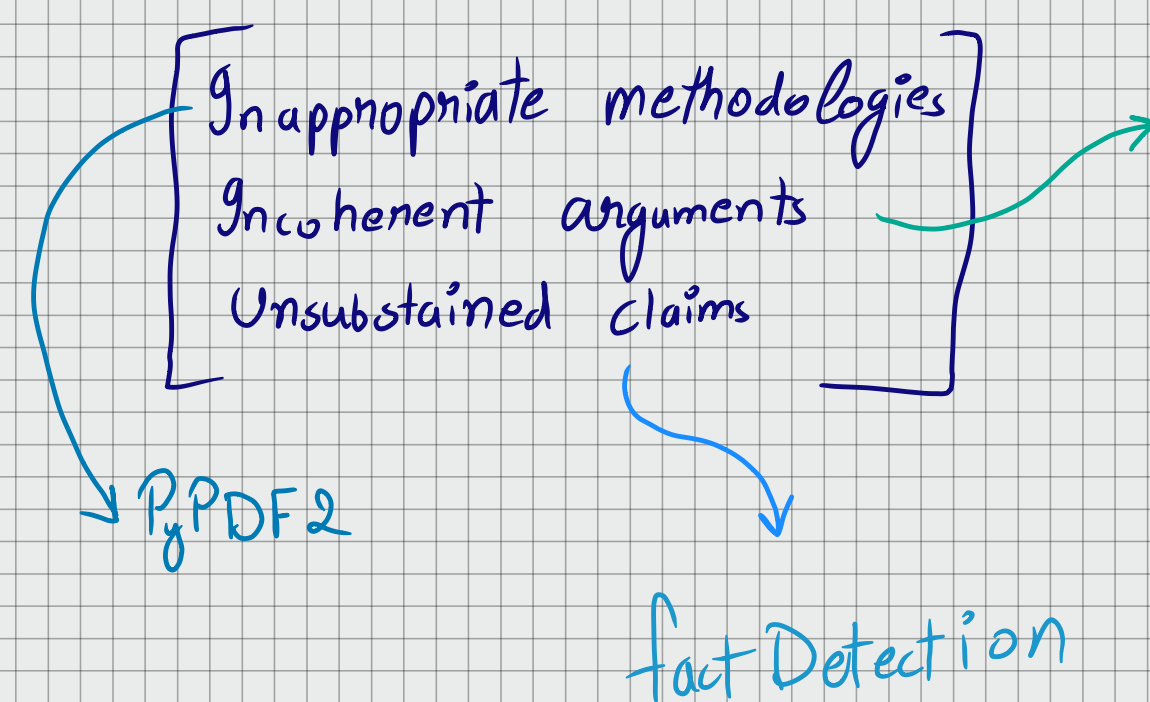 Inappropriate methodologies
Incoherent arguments
Unsubstained claims
PyPDF2
fact Detection